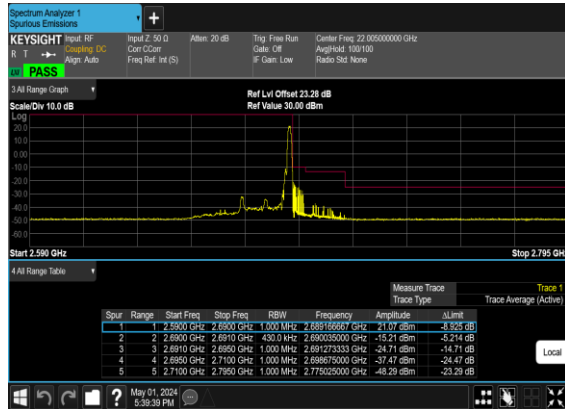 Spectrum Analyzer 1
Spurious Emissions
+
KEYSIGHT Input: RF Input Z: 50 Ω Atten: 20 dB Trig: Free Run Center Freq: 22.005000000 GHz
R T Coupling: DC Corr CCorr Gate: Off Avg|Hold: 100/100
Align: Auto Freq Ref: Int (S) IF Gain: Low Radio Std: None
PASS
3 All Range Graph
Ref Lvl Offset 23.28 dB
Scale/Div 10.0 dB Ref Value 30.00 dBm
Log
20.0
10.0
0.00
-10.0
-20.0
-30.0
-40.0
-50.0
-60.0
Start 2.590 GHz Stop 2.795 GH
4 All Range Table
Measure Trace Trace 1
Trace Type Trace Average (Active)
Spur Range Start Freq Stop Freq RBW Frequency Amplitude ΔLimit
1 1 2.5900 GHz 2.6900 GHz 1.000 MHz 2.689166667 GHz 21.07 dBm -8.925 dB
2 2 2.6900 GHz 2.6910 GHz 430.0 kHz 2.690035000 GHz -15.21 dBm -5.214 dB
3 3 2.6910 GHz 2.6950 GHz 1.000 MHz 2.691273333 GHz -24.71 dBm -14.71 dB
4 4 2.6950 GHz 2.7100 GHz 1.000 MHz 2.698675000 GHz -37.47 dBm -24.47 dB
5 5 2.7100 GHz 2.7950 GHz 1.000 MHz 2.775025000 GHz -48.29 dBm -23.29 dB
Local
?
May 01, 2024
5:39:39 PM